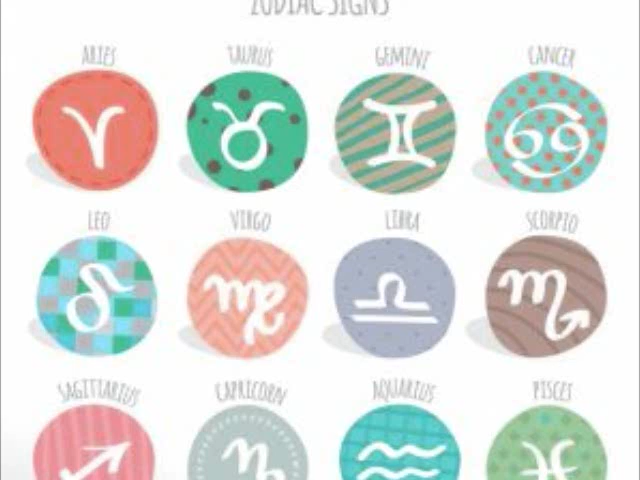 ZODIAC SIGNS
ARIES TAURUS GEMINI CANCER
LEO VIRGO LIBRA SCORPIO
SAGITTARIUS CAPRICORN AQUARIUS PISCES